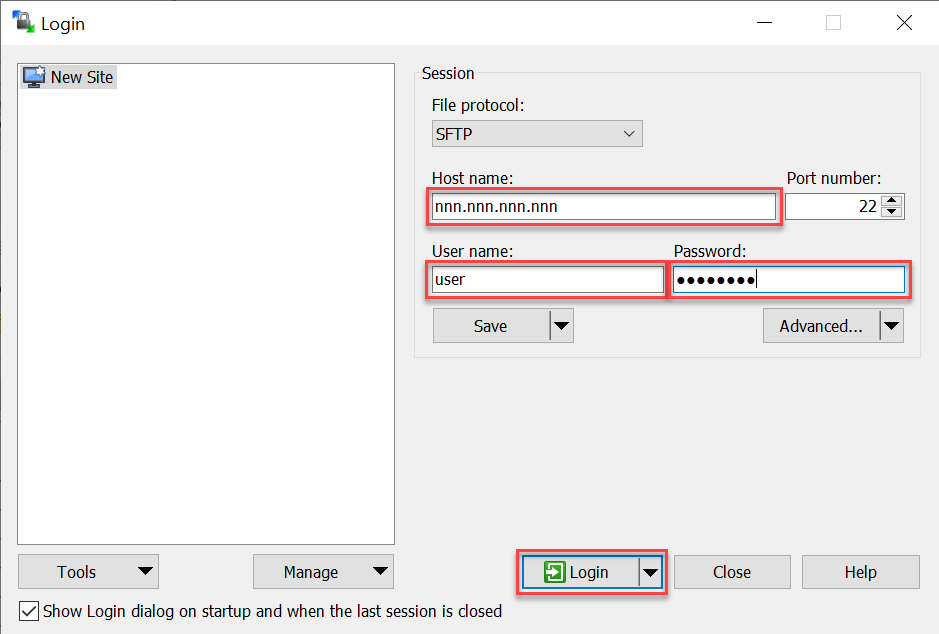 Login
New Site
Session
File protocol:
SFTP
Host name:
Port number:
nnn.nnn.nnn.nnn
22
User name:
Password:
user
●●●●●●●●
Save
Advanced...
Tools
Manage
Login
Close
Help
Show Login dialog on startup and when the last session is closed